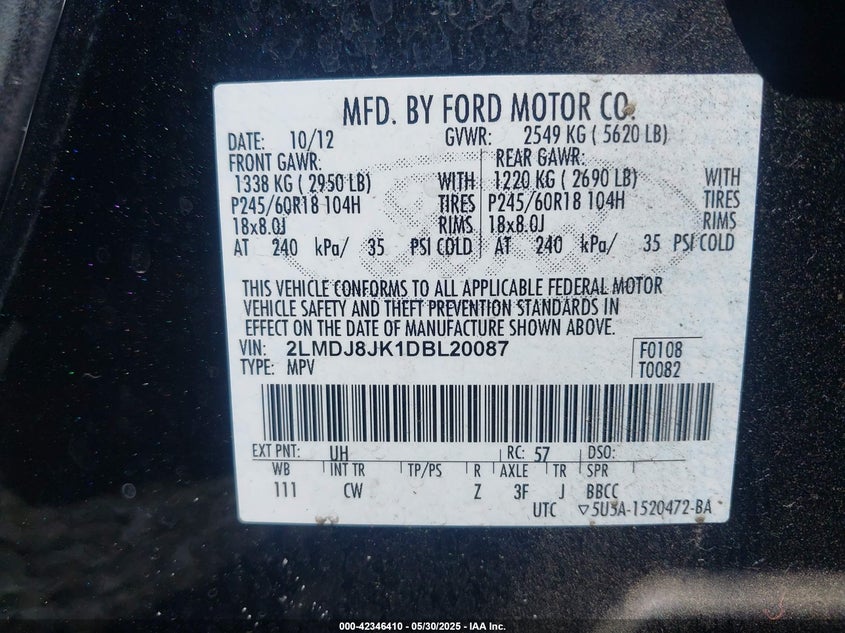 MFD. BY FORD MOTOR CO.
DATE: 10/12 GVWR: 2549 KG ( 5620 LB)
FRONT GAWR: REAR GAWR:
1338 KG ( 2950 LB) WITH 1220 KG ( 2690 LB) WITH
P245/60R18 104H TIRES P245/60R18 104H TIRES
18x8.0J RIMS 18x8.0J RIMS
AT 240 kPa/ 35 PSI COLD AT 240 kPa/ 35 PSI COLD
THIS VEHICLE CONFORMS TO ALL APPLICABLE FEDERAL MOTOR
VEHICLE SAFETY AND THEFT PREVENTION STANDARDS IN
EFFECT ON THE DATE OF MANUFACTURE SHOWN ABOVE.
VIN: 2LMDJ8JK1DBL20087 F0108
TYPE: MPV T0082
EXT PNT: UH RC: 57 DSO:
WB INT TR TP/PS R AXLE TR SPR
111 CW Z 3F J BBCC
UTC ▽5U5A-1520472-BA
000-42346410 - 05/30/2025 - IAA Inc.